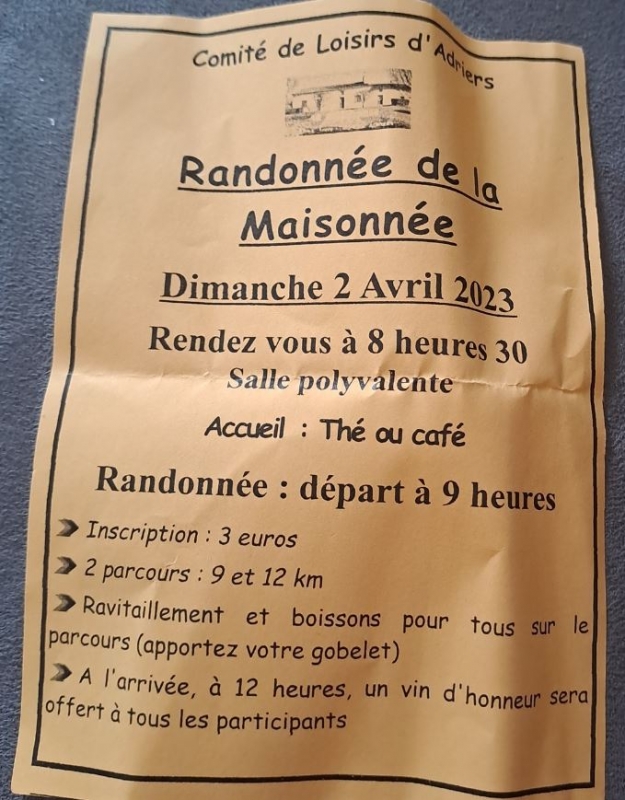 Comité de Loisirs d'Adriers
Randonnée de la
Maisonnée
Dimanche 2 Avril 2023
Rendez vous à 8 heures 30
Salle polyvalente
Accueil : Thé ou café
Randonnée : départ à 9 heures
Inscription : 3 euros
2 parcours : 9 et 12 km
Ravitaillement et boissons pour tous sur le
parcours (apportez votre gobelet)
A l'arrivée, à 12 heures, un vin d'honneur sera
offert à tous les participants